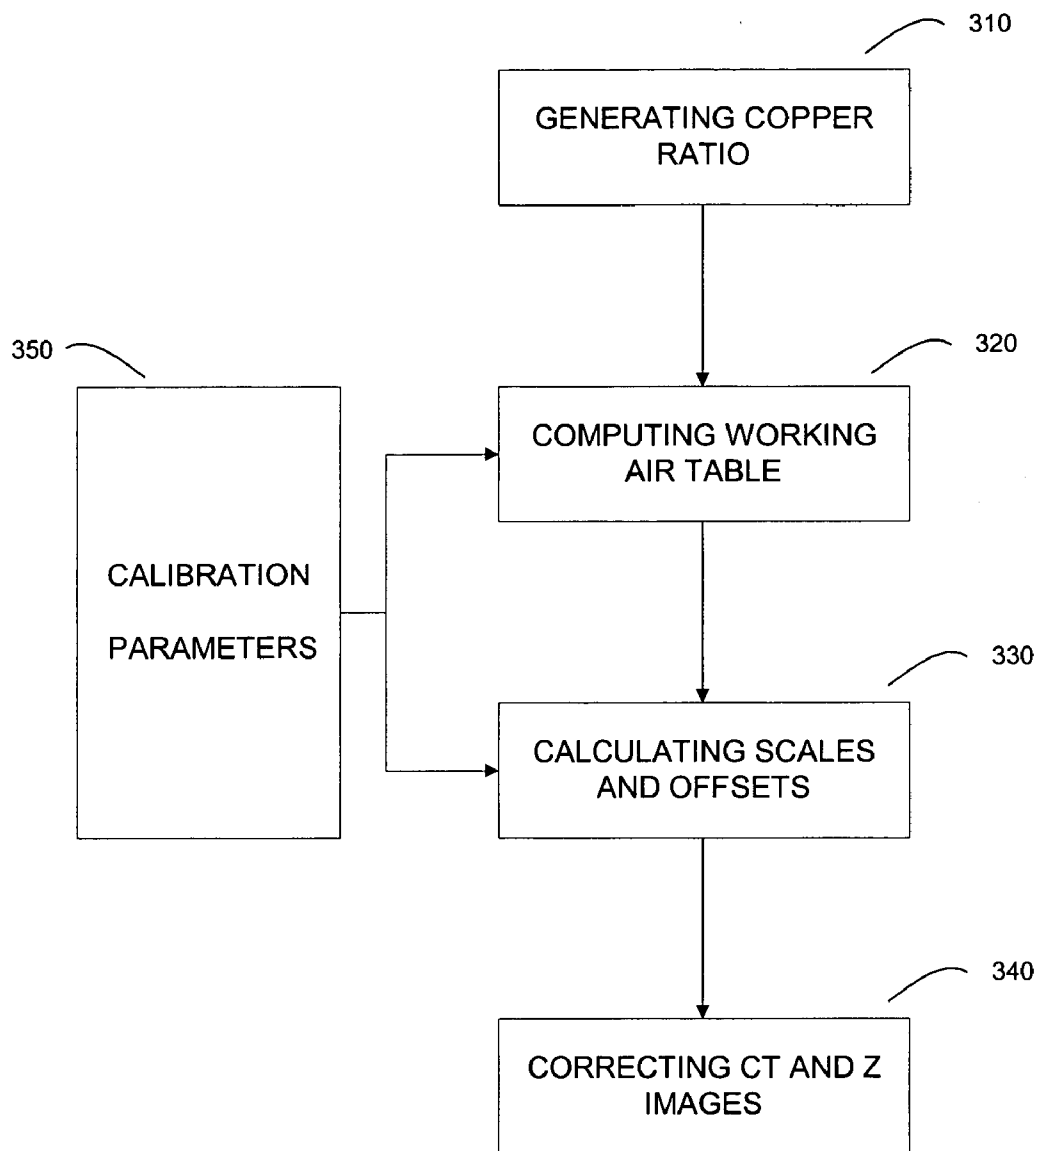 310
GENERATING COPPER
RATIO
350
320
COMPUTING WORKING
AIR TABLE
CALIBRATION
PARAMETERS
330
CALCULATING SCALES
AND OFFSETS
340
CORRECTING CT AND Z
IMAGES